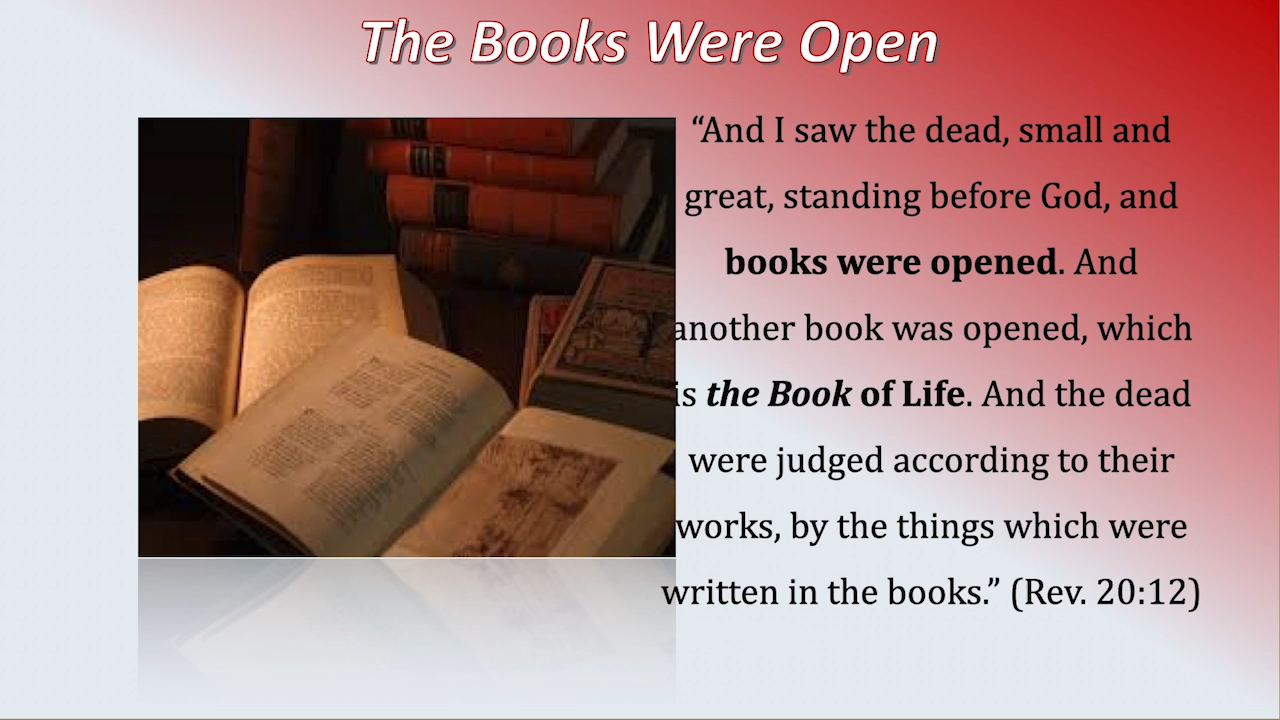 The Books Were Open
“And I saw the dead, small and
great, standing before God, and
books were opened. And
another book was opened, which
is the Book of Life. And the dead
were judged according to their
works, by the things which were
written in the books.” (Rev. 20:12)